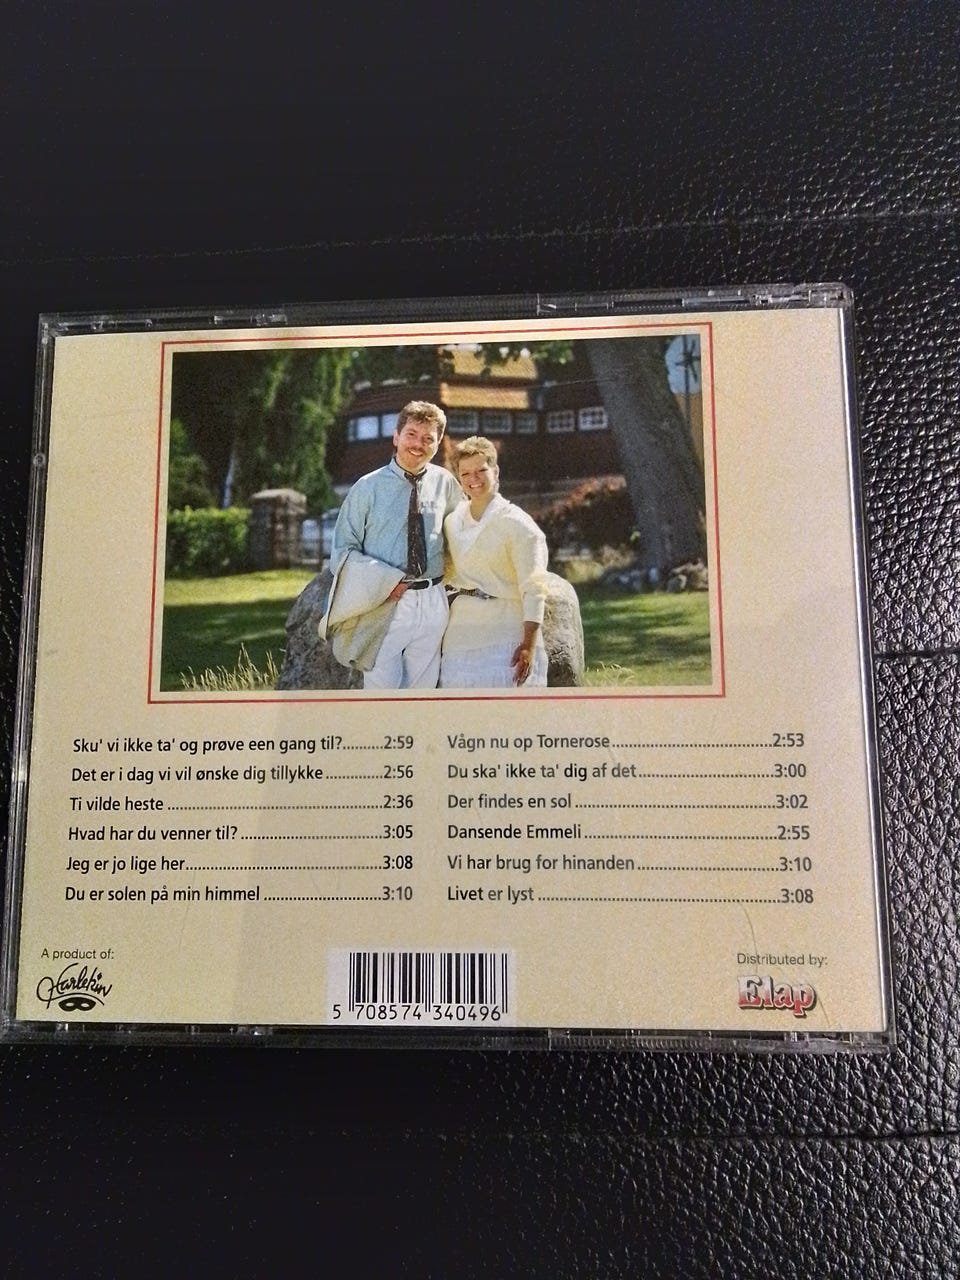 Sku' vi ikke ta' og prøve een gang til?..........2:59
Det er i dag vi vil ønske dig tillykke..............2:56
Ti vilde heste.....................................................2:36
Hvad har du venner til?...................................3:05
Jeg er jo lige her................................................3:08
Du er solen på min himmel.............................3:10
Vågn nu op Tornerose.......................................2:53
Du ska' ikke ta' dig af det.................................3:00
Der findes en sol.................................................3:02
Dansende Emmeli...............................................2:55
Vi har brug for hinanden...................................3:10
Livet er lyst...........................................................3:08
A product of:
Harlekin
5 708574 340496
Distributed by:
Elap